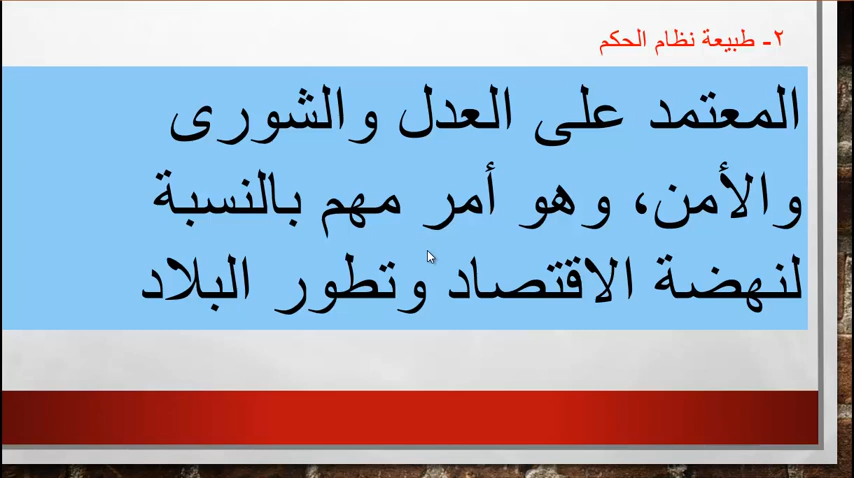 ٢- طبيعة نظام الحكم
المعتمد على العدل والشورى
والأمن، وهو أمر مهم بالنسبة
لنهضة الاقتصاد وتطور البلاد